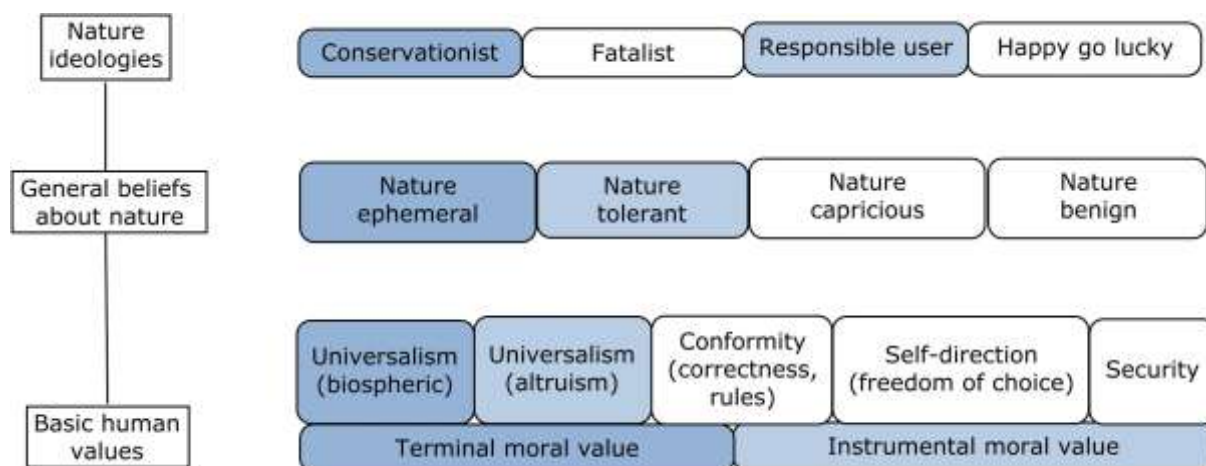 Nature
ideologies
Conservationist
Fatalist
Responsible user
Happy go lucky
General beliefs
about nature
Nature
ephemeral
Nature
tolerant
Nature
capricious
Nature
benign
Basic human
values
Universalism
(biospheric)
Universalism
(altruism)
Conformity
(correctness,
rules)
Self-direction
(freedom of choice)
Security
Terminal moral value
Instrumental moral value